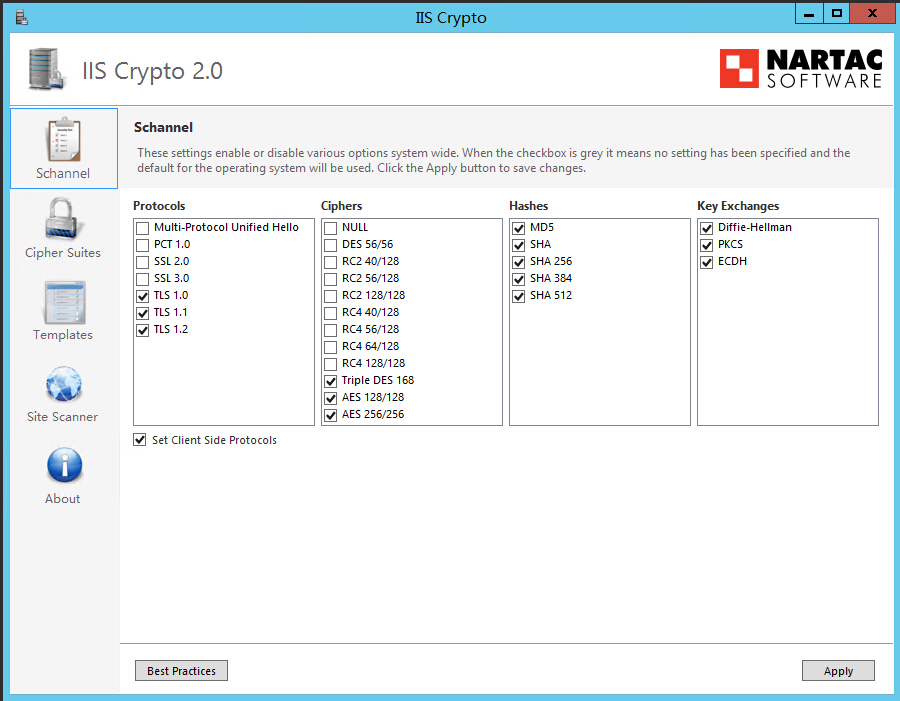 IIS Crypto
IIS Crypto 2.0
NARTAC
SOFTWARE
Schannel
Cipher Suites
Templates
Site Scanner
About
Schannel
These settings enable or disable various options system wide. When the checkbox is grey it means no setting has been specified and the
default for the operating system will be used. Click the Apply button to save changes.
Protocols
Multi-Protocol Unified Hello
PCT 1.0
SSL 2.0
SSL 3.0
TLS 1.0
TLS 1.1
TLS 1.2
Set Client Side Protocols
Ciphers
NULL
DES 56/56
RC2 40/128
RC2 56/128
RC2 128/128
RC4 40/128
RC4 56/128
RC4 64/128
RC4 128/128
Triple DES 168
AES 128/128
AES 256/256
Hashes
MD5
SHA
SHA 256
SHA 384
SHA 512
Key Exchanges
Diffie-Hellman
PKCS
ECDH
Best Practices
Apply